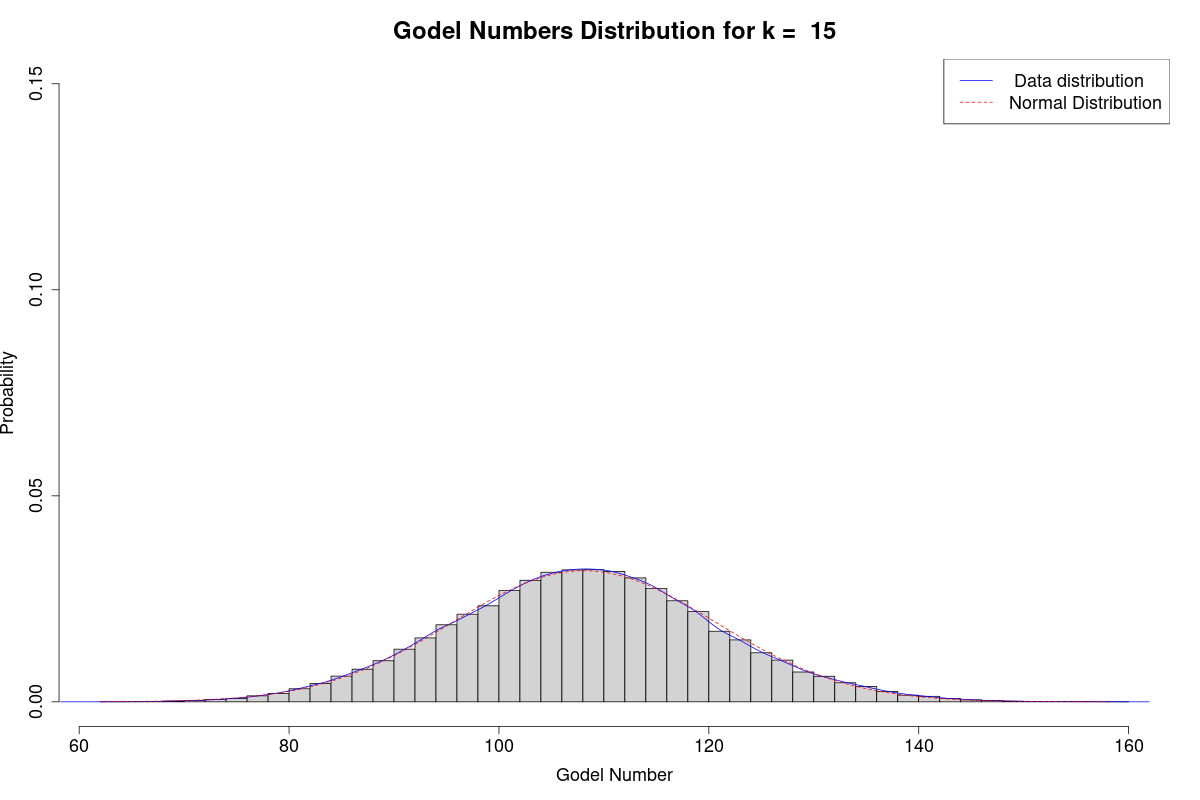 Godel Numbers Distribution for k =  15
Data distribution
Normal Distribution
0.15
0.10
0.05
0.00
Probability
60 80 100 120 140 160
Godel Number